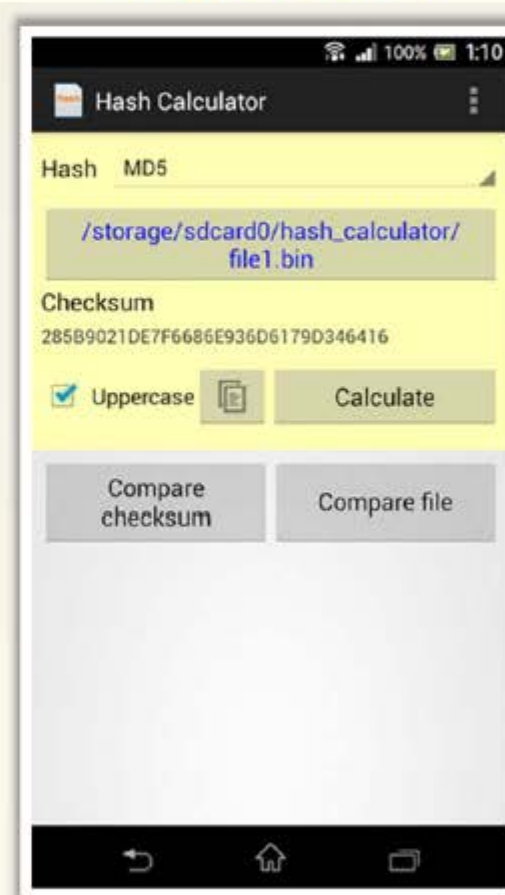 100% 1:10
Hash Calculator
Hash MD5
/storage/sdcard0/hash_calculator/
file1.bin
Checksum
285B9021DE7F6686E936D6179D346416
Uppercase Calculate
Compare
checksum
Compare file